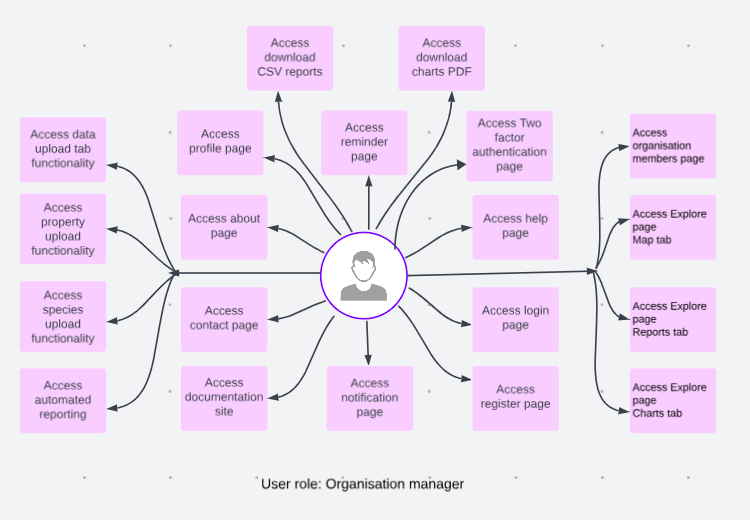 Access
download
CSV reports
Access
download
charts PDF
Access data
upload tab
functionality
Access
profile page
Access
reminder
page
Access Two
factor
authentication
page
Access
organisation
members page
Access
property
upload
functionality
Access about
page
Access help
page
Access Explore
page
Map tab
Access
species
upload
functionality
Access
contact page
Access login
page
Access Explore
page
Reports tab
Access
automated
reporting
Access
documentation
site
Access
notification
page
Access
register page
Access Explore
page
Charts tab
User role: Organisation manager